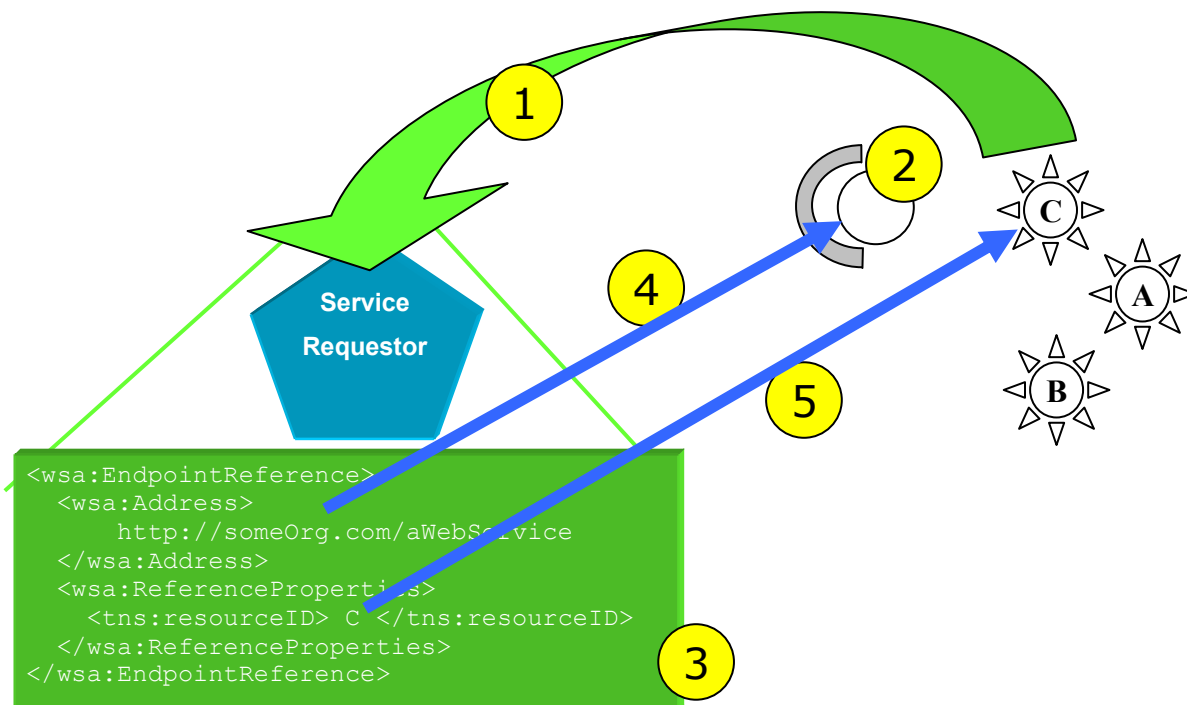 1
2
C
A
4
Service
Requestor
B
5
<wsa:EndpointReference>
<wsa:Address>
http://someOrg.com/aWebService
</wsa:Address>
<wsa:ReferenceProperties>
<tns:resourceID> C </tns:resourceID>
</wsa:ReferenceProperties>
</wsa:EndpointReference>
3